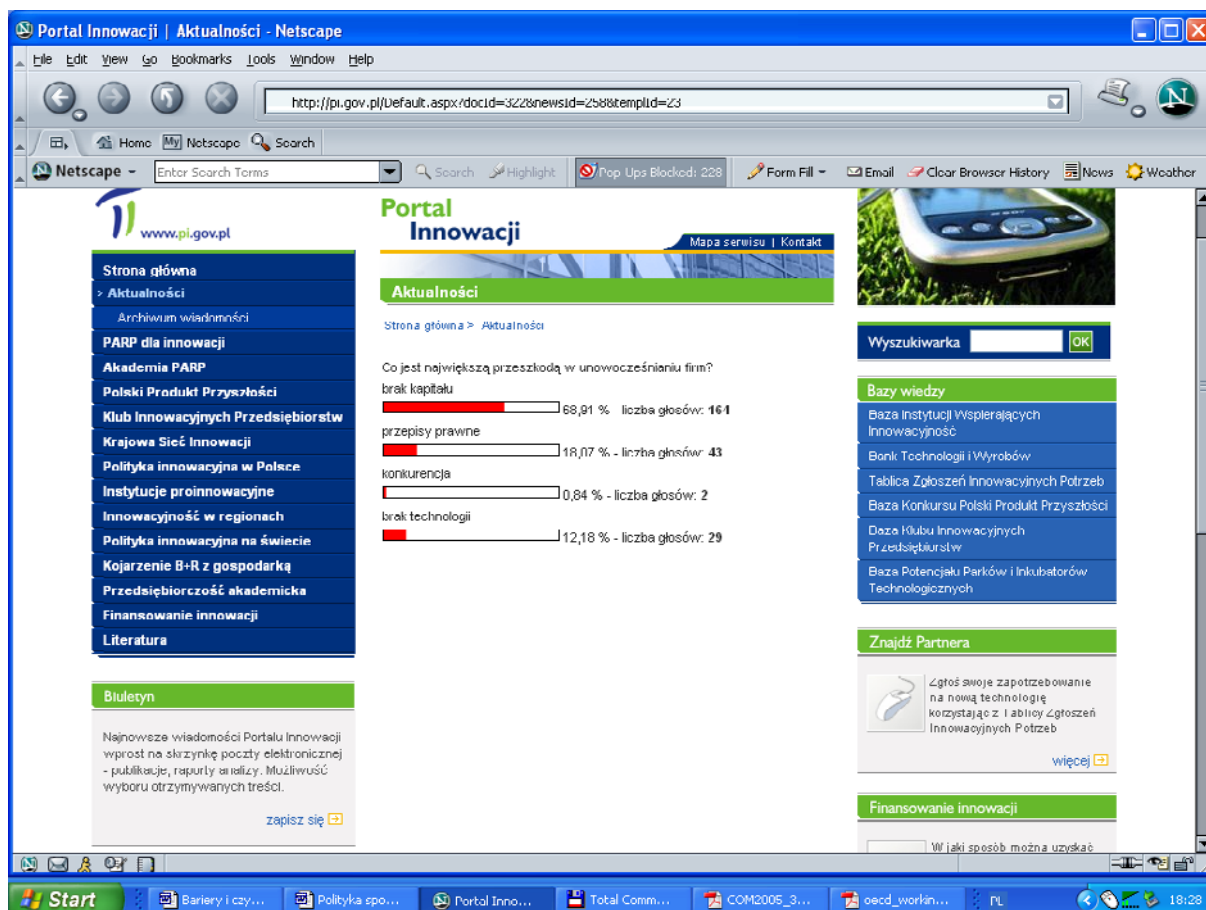 Portal Innowacji | Aktualności - Netscape
File Edit View Go Bookmarks Tools Window Help
http://pi.gov.pl/Default.aspx?docId=322&newsId=258&templId=23
Home My Netscape Search
Netscape Enter Search Terms Search Highlight Pop Ups Blocked: 228 Form Fill Email Clear Browser History News Weather
www.pi.gov.pl
Strona główna
> Aktualności
Archiwum wiadomości
PARP dla innowacji
Akademia PARP
Polski Produkt Przyszłości
Klub Innowacyjnych Przedsiębiorstw
Krajowa Sieć Innowacji
Polityka innowacyjna w Polsce
Instytucje proinnowacyjne
Innowacyjność w regionach
Polityka innowacyjna na świecie
Kojarzenie B+R z gospodarką
Przedsiębiorczość akademicka
Finansowanie innowacji
Literatura
Biuletyn
Najnowsze wiadomości Portalu Innowacji
wprost na skrzynkę poczty elektronicznej
- publikacje, raporty analizy. Możliwość
wyboru otrzymywanych treści.
zapisz się
Portal
Innowacji
Mapa serwisu | Kontakt
Aktualności
Strona główna > Aktualności
Co jest największą przeszkodą w unowocześnianiu firm?
brak kapitału
68,91 % - liczba głosów: 164
przepisy prawne
18,07 % - liczba głosów: 43
konkurencja
0,84 % - liczba głosów: 2
brak technologii
12,18 % - liczba głosów: 29
Wyszukiwarka OK
Bazy wiedzy
Baza Instytucji Wspierających
Innowacyjność
Bank Technologii i Wyrobów
Tablica Zgłoszeń Innowacyjnych Potrzeb
Baza Konkursu Polski Produkt Przyszłości
Baza Klubu Innowacyjnych
Przedsiębiorstw
Baza Potencjału Parków i Inkubatorów
Technologicznych
Znajdź Partnera
Zgłoś swoje zapotrzebowanie
na nową technologię
korzystając z Tablicy Zgłoszeń
Innowacyjnych Potrzeb
więcej
Finansowanie innowacji
W jaki sposób można uzyskać
Start Bariery i czy... Polityka spo... Portal Inno... Total Comm... COM2005_3... oecd_workin... PL 18:28